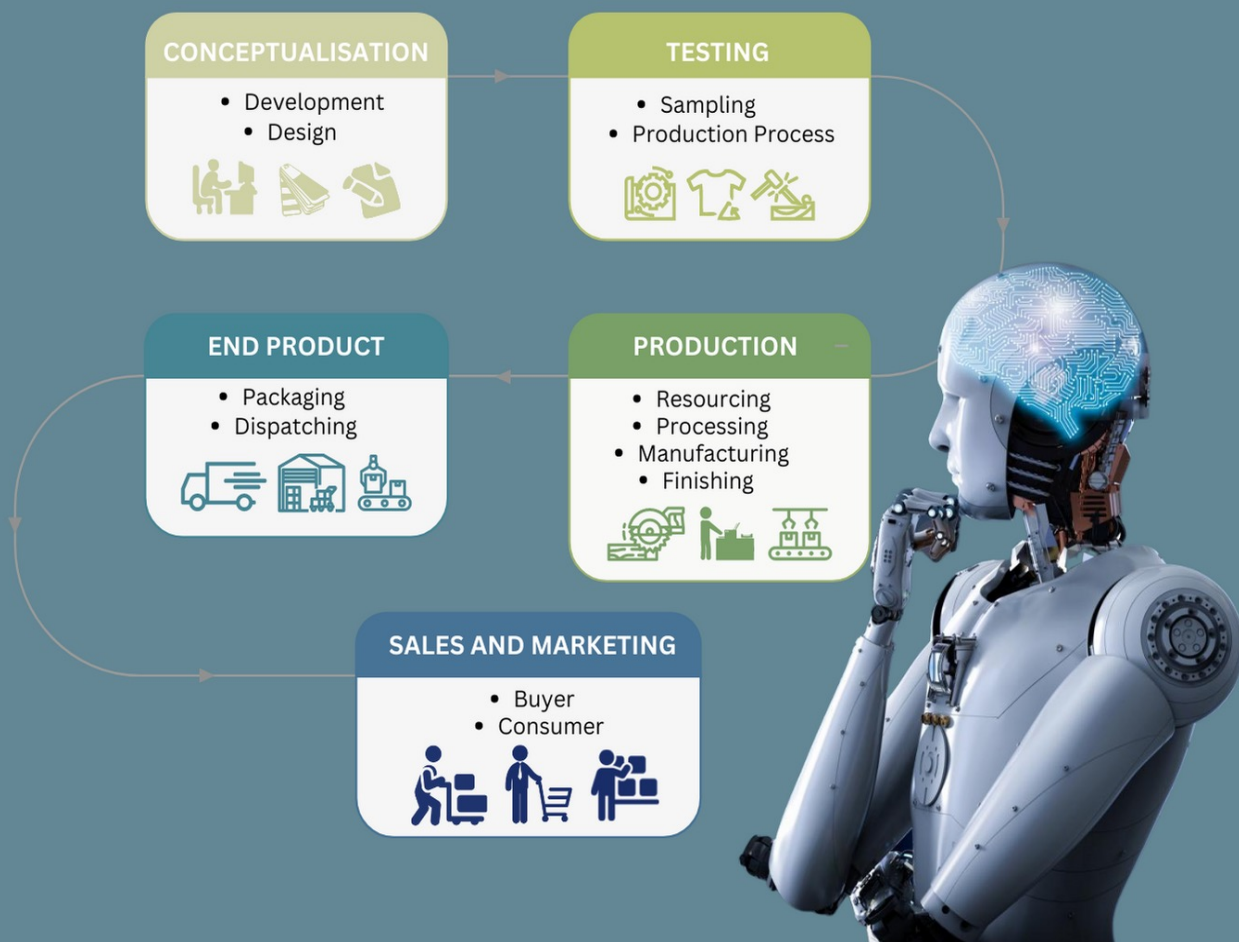 CONCEPTUALISATION
• Development
• Design
TESTING
• Sampling
• Production Process
PRODUCTION
• Resourcing
• Processing
• Manufacturing
• Finishing
END PRODUCT
• Packaging
• Dispatching
SALES AND MARKETING
• Buyer
• Consumer